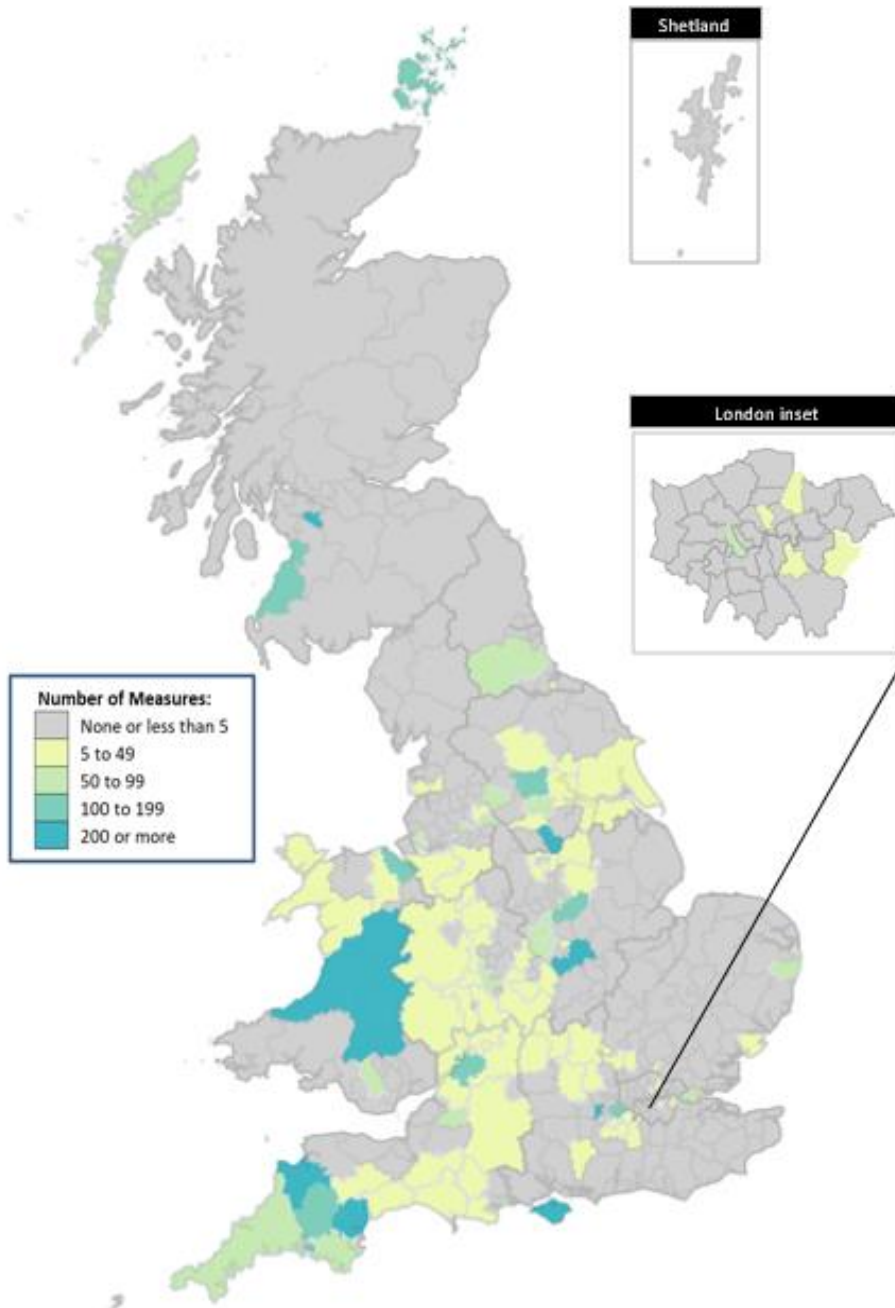 Shetland
London inset
Number of Measures:
None or less than 5
5 to 49
50 to 99
100 to 199
200 or more